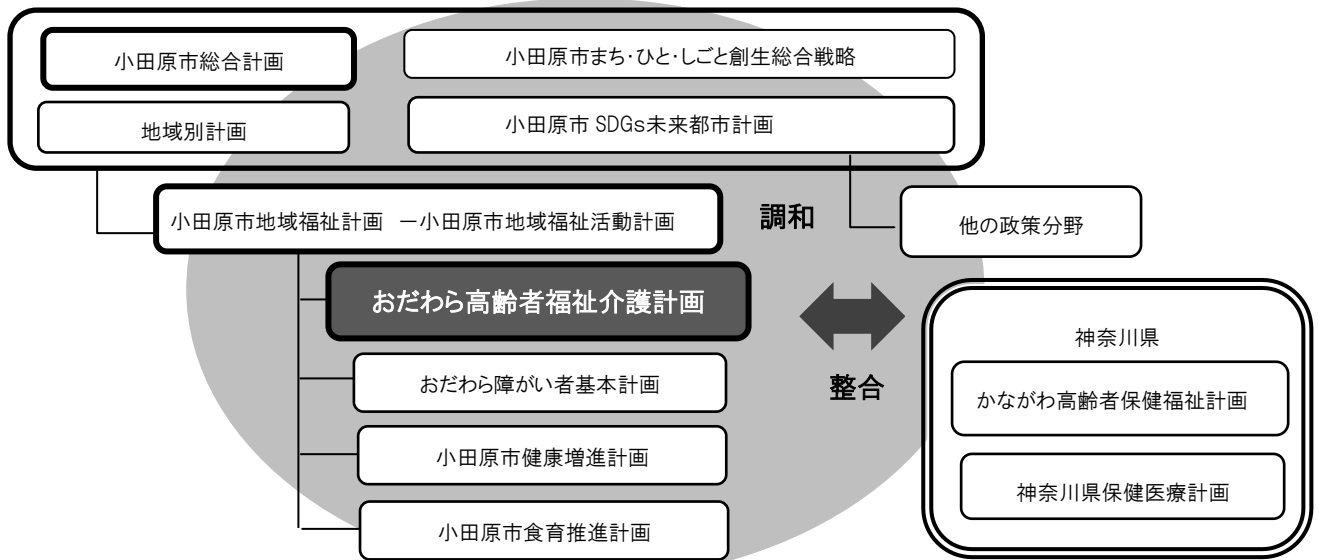 小田原市総合計画
小田原市まち・ひと・しごと創生総合戦略
地域別計画
小田原市 SDGs未来都市計画
小田原市地域福祉計画 －小田原市地域福祉活動計画
調和
他の政策分野
おだわら高齢者福祉介護計画
整合
神奈川県
かながわ高齢者保健福祉計画
神奈川県保健医療計画
おだわら障がい者基本計画
小田原市健康増進計画
小田原市食育推進計画